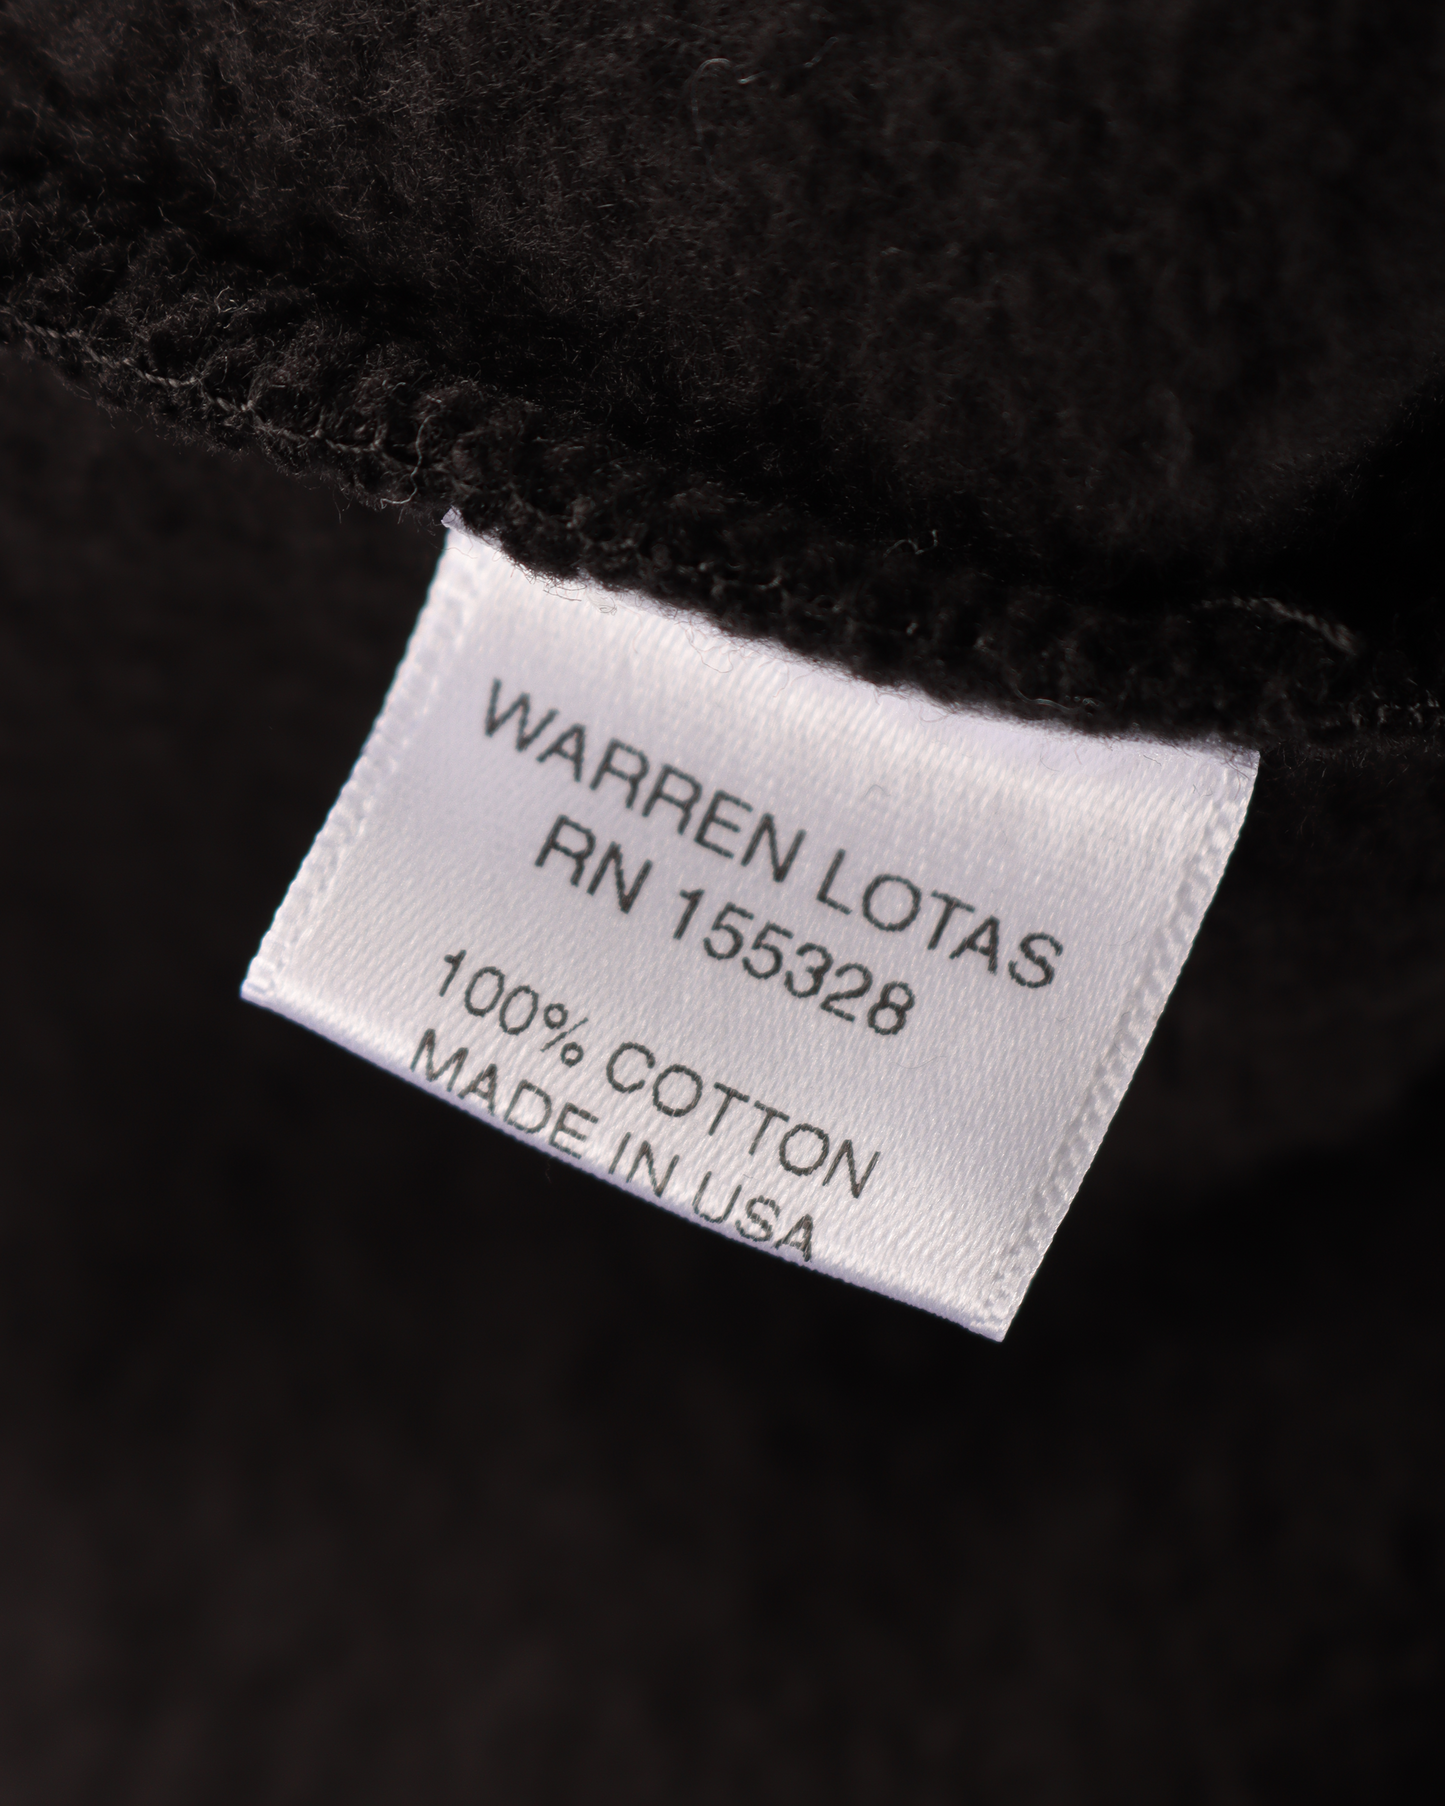 WARREN LOTAS
RN 155328
100% COTTON
MADE IN USA